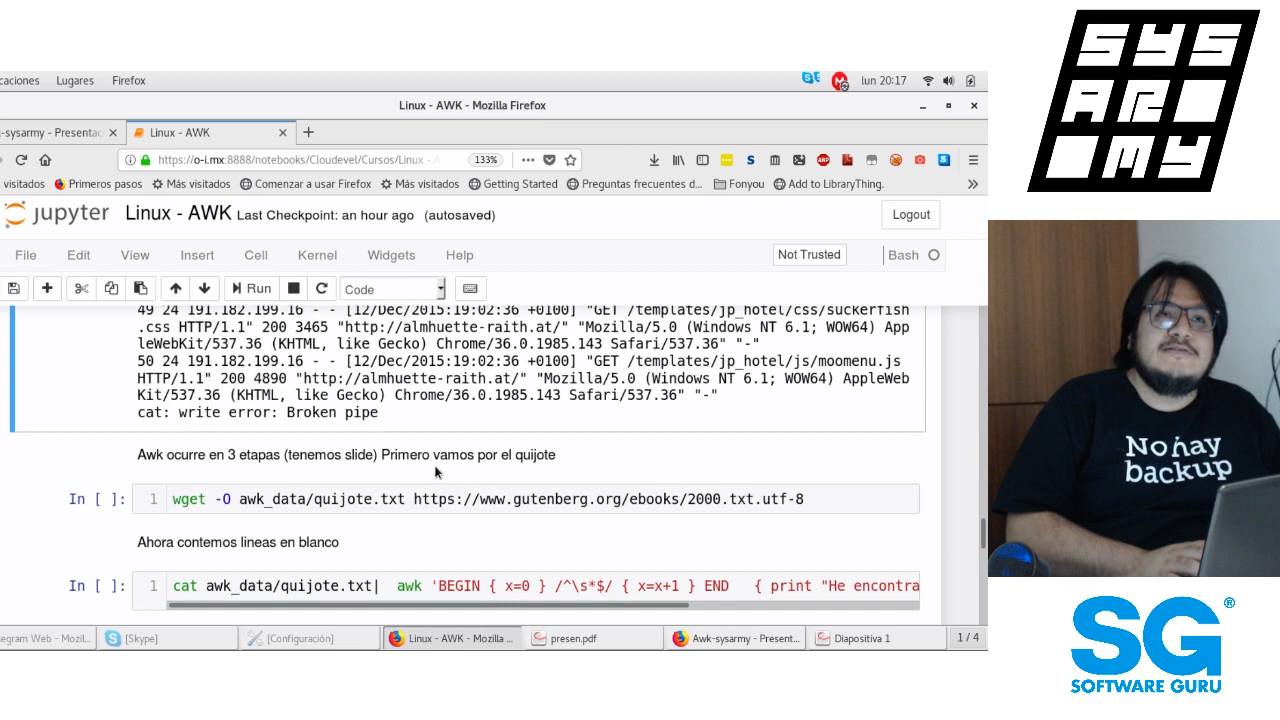 caciones Lugares Firefox lun 20:17
Linux - AWK - Mozilla Firefox
-sysarmy - Presentac Linux - AWK
https://o-i.mx:8888/notebooks/Cloudevel/Cursos/Linux - A 133%
visitados Primeros pasos Más visitados Comenzar a usar Firefox Más visitados Getting Started Preguntas frecuentes d... Fonyou Add to LibraryThing.
jupyter Linux - AWK Last Checkpoint: an hour ago (autosaved) Logout
File Edit View Insert Cell Kernel Widgets Help Not Trusted Bash
Run Code
49 24 191.182.199.16 - - [12/Dec/2015:19:02:36 +0100] "GET /templates/jp_hotel/css/suckerfish
.css HTTP/1.1" 200 3465 "http://almhuette-raith.at/" "Mozilla/5.0 (Windows NT 6.1; WOW64) App
leWebKit/537.36 (KHTML, like Gecko) Chrome/36.0.1985.143 Safari/537.36" "-"
50 24 191.182.199.16 - - [12/Dec/2015:19:02:36 +0100] "GET /templates/jp_hotel/js/moomenu.js
HTTP/1.1" 200 4890 "http://almhuette-raith.at/" "Mozilla/5.0 (Windows NT 6.1; WOW64) AppleWeb
Kit/537.36 (KHTML, like Gecko) Chrome/36.0.1985.143 Safari/537.36" "-"
cat: write error: Broken pipe
Awk ocurre en 3 etapas (tenemos slide) Primero vamos por el quijote
In [ ]: 1 wget -O awk_data/quijote.txt https://www.gutenberg.org/ebooks/2000.txt.utf-8
Ahora contemos lineas en blanco
In [ ]: 1 cat awk_data/quijote.txt| awk 'BEGIN { x=0 } /^\s*$/ { x=x+1 } END { print "He encontra
egram Web - Mozil... [Skype] [Configuración] Linux - AWK - Mozilla ... presen.pdf Awk-sysarmy - Present... Diapositiva 1 1 / 4
SYS
AR
MY
No hay
backup
SG®
SOFTWARE GURU